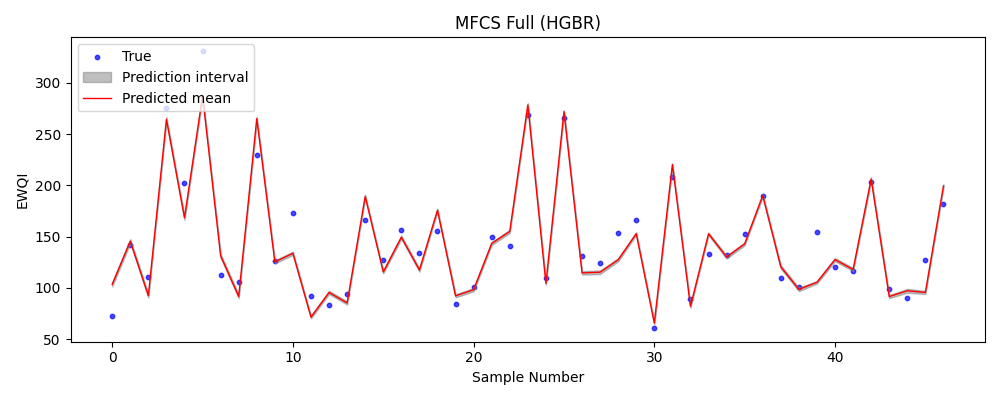 MFCS Full (HGBR)
True
Prediction interval
Predicted mean
EWQI
300
250
200
150
100
50
0
10
20
30
40
Sample Number